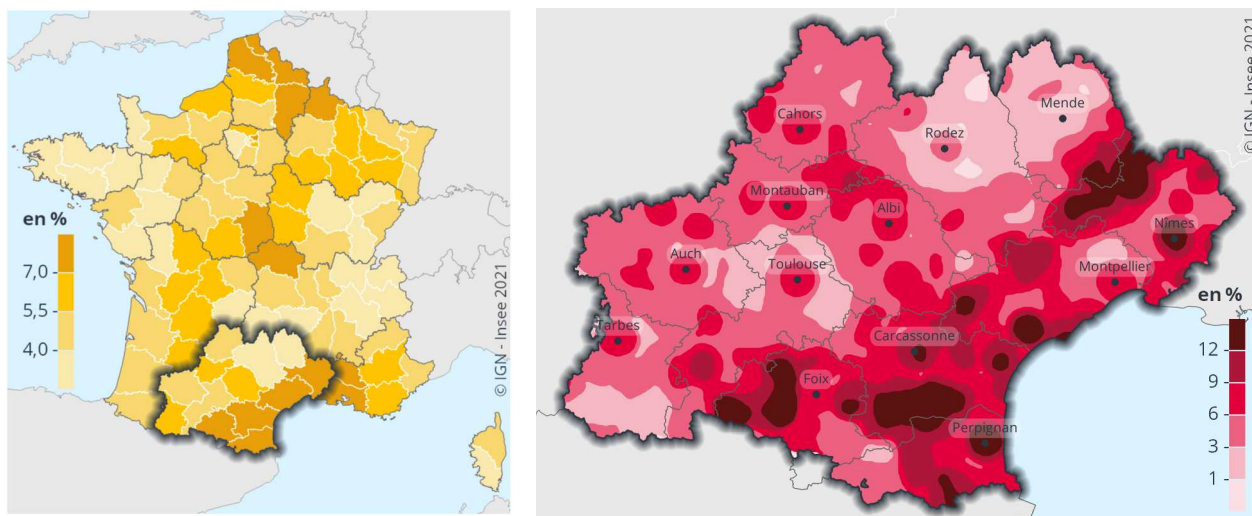 en %
7,0
5,5
4,0
© IGN - Insee 2021
Cahors
Rodez
Mende
Montauban
Albi
Nîmes
Auch
Toulouse
Montpellier
Tarbes
Carcassonne
Foix
Perpignan
en %
12
9
6
3
1
© IGN - Insee 2021